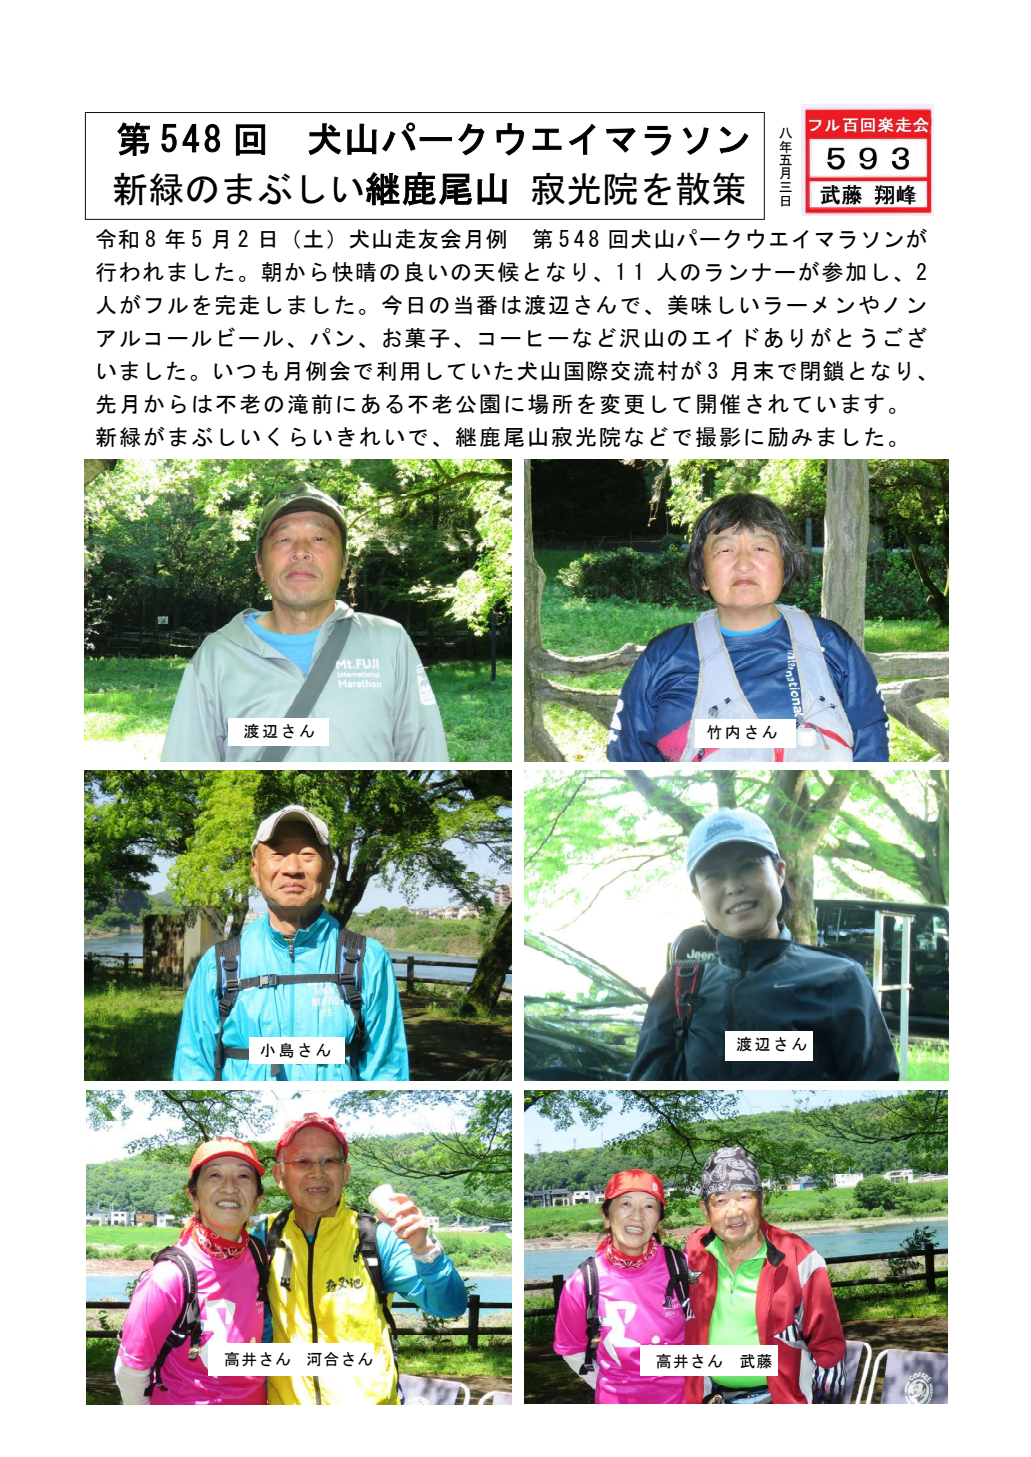 第548回　犬山パークウエイマラソン
新緑のまぶしい継鹿尾山 寂光院を散策
八年五月三日
フル百回楽走会
５９３
武藤 翔峰
令和8年5月2日（土）犬山走友会月例　第548回犬山パークウエイマラソンが
行われました。朝から快晴の良いの天候となり、11人のランナーが参加し、2
人がフルを完走しました。今日の当番は渡辺さんで、美味しいラーメンやノン
アルコールビール、パン、お菓子、コーヒーなど沢山のエイドありがとうござ
いました。いつも月例会で利用していた犬山国際交流村が3月末で閉鎖となり、
先月からは不老の滝前にある不老公園に場所を変更して開催されています。
新緑がまぶしいくらいきれいで、継鹿尾山寂光院などで撮影に励みました。
Mt.FUJI
International
Marathon
渡辺さん
International
竹内さん
小島さん
Jeep
渡辺さん
高井さん　河合さん
高井さん　武藤
COFFEE